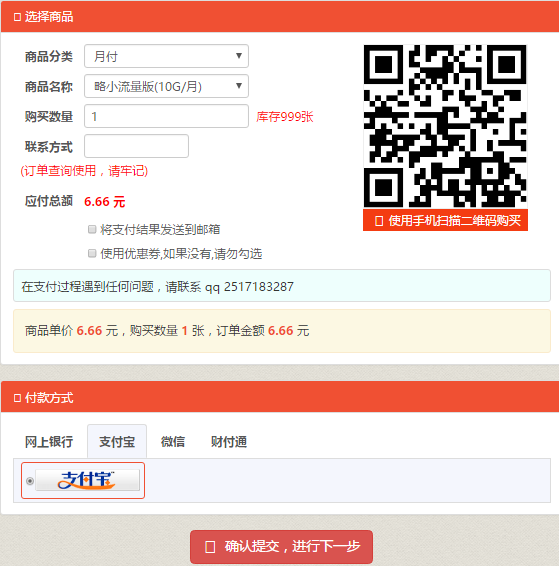 选择商品
商品分类 月付
商品名称 略小流量版(10G/月)
购买数量 1 库存999张
联系方式
(订单查询使用，请牢记)
应付总额 6.66 元
使用手机扫描二维码购买
将支付结果发送到邮箱
使用优惠券,如果没有,请勿勾选
在支付过程遇到任何问题，请联系 qq 2517183287
商品单价 6.66 元，购买数量 1 张，订单金额 6.66 元
付款方式
网上银行 支付宝 微信 财付通
支付宝
确认提交，进行下一步